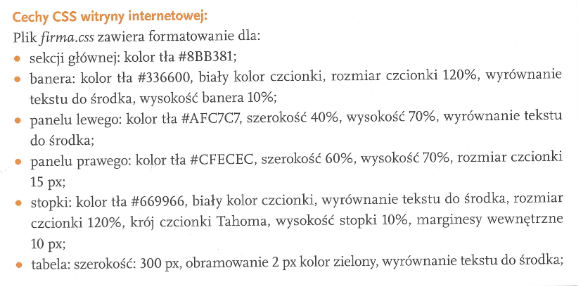 Cechy CSS witryny internetowej:
Plik firma.css zawiera formatowanie dla:
• sekcji głównej: kolor tła #8BB381;
• banera: kolor tła #336600, biały kolor czcionki, rozmiar czcionki 120%, wyrównanie
tekstu do środka, wysokość banera 10%;
• panelu lewego: kolor tła #AFC7C7, szerokość 40%, wysokość 70%, wyrównanie tekstu
do środka;
• panelu prawego: kolor tła #CFECEC, szerokość 60%, wysokość 70%, rozmiar czcionki
15 px;
• stopki: kolor tła #669966, biały kolor czcionki, wyrównanie tekstu do środka, rozmiar
czcionki 120%, krój czcionki Tahoma, wysokość stopki 10%, marginesy wewnętrzne
10 px;
• tabela: szerokość: 300 px, obramowanie 2 px kolor zielony, wyrównanie tekstu do środka;